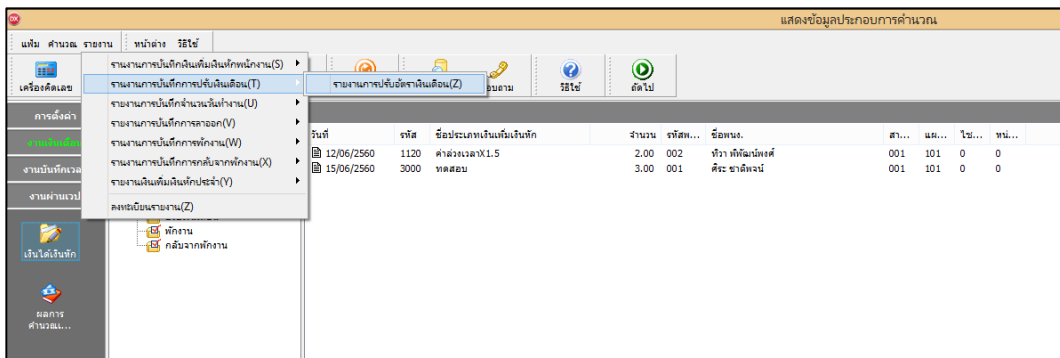 แสดงข้อมูลประกอบการคำนวณ
แฟ้ม คำนวณ รายงาน หน้าต่าง วิธีใช้
เครื่องคิดเลข
บถาม
วิธีใช้
ถัดไป
รายงานการบันทึกเงินเพิ่มเงินหักพนักงาน(S)
รายงานการบันทึกการปรับเงินเดือน(T)
รายงานการปรับอัตราเงินเดือน(Z)
รายงานการบันทึกจำนวนวันทำงาน(U)
รายงานการบันทึกการลาออก(V)
รายงานการบันทึกการพักงาน(W)
รายงานการบันทึกการกลับจากพักงาน(X)
รายงานเงินเพิ่มเงินหักประจำ(Y)
ลงทะเบียนรายงาน(Z)
การตั้งค่า
งานเงินเดือน
งานบันทึกเวล
งานผ่านเวป
เงินได้เงินหัก
ผลการ
คำนวณเ...
พักงาน
กลับจากพักงาน
วันที่ รหัส ชื่อประเภทเงินเพิ่มเงินหัก จำนวน รหัสพ... ชื่อพนง. สา... แผ... ไซ... หน่...
12/06/2560 1120 ค่าล่วงเวลาX1.5 2.00 002 ทิวา พิพัฒน์พงศ์ 001 101 0 0
15/06/2560 3000 ทดสอบ 3.00 001 ศิระ ชาติพจน์ 001 101 0 0